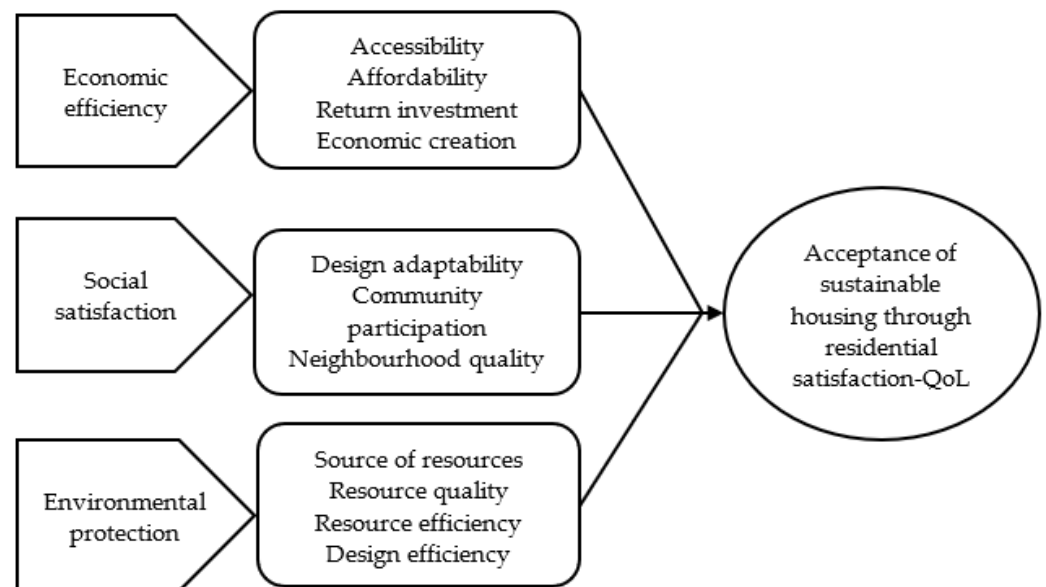 Economic
efficiency
Accessibility
Affordability
Return investment
Economic creation
Social
satisfaction
Design adaptability
Community
participation
Neighbourhood quality
Environmental
protection
Source of resources
Resource quality
Resource efficiency
Design efficiency
Acceptance of
sustainable
housing through
residential
satisfaction-QoL